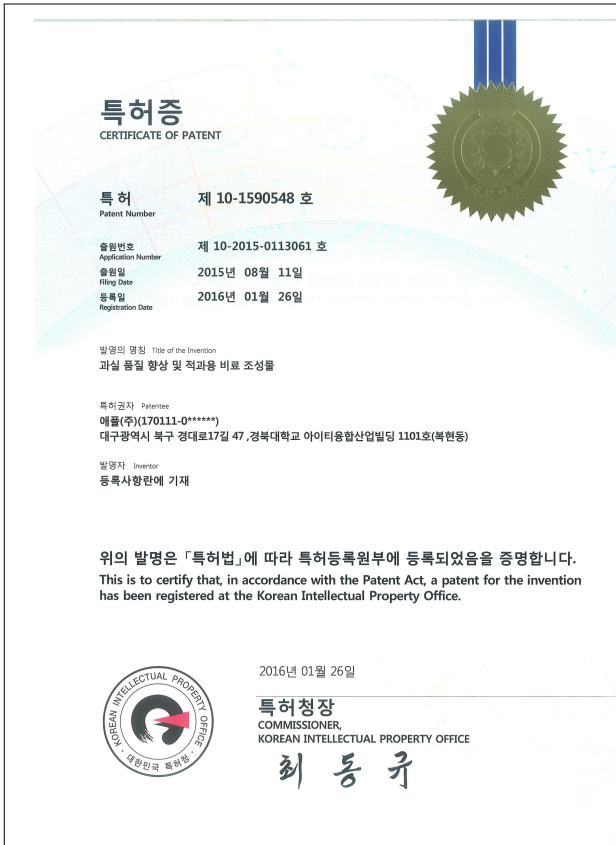 특허증
CERTIFICATE OF PATENT
특허 제 10-1590548 호
Patent Number
출원번호 제 10-2015-0113061 호
Application Number
출원일 2015년 08월 11일
Filing Date
등록일 2016년 01월 26일
Registration Date
발명의 명칭 Title of the Invention
과실 품질 향상 및 적과용 비료 조성물
특허권자 Patentee
애플(주)(170111-0******)
대구광역시 북구 경대로17길 47 ,경북대학교 아이티융합산업빌딩 1101호(복현동)
발명자 Inventor
등록사항란에 기재
위의 발명은 「특허법」에 따라 특허등록원부에 등록되었음을 증명합니다.
This is to certify that, in accordance with the Patent Act, a patent for the invention
has been registered at the Korean Intellectual Property Office.
2016년 01월 26일
특허청장
COMMISSIONER,
KOREAN INTELLECTUAL PROPERTY OFFICE
최동규
KOREAN INTELLECTUAL PROPERTY OFFICE
대한민국 특허청